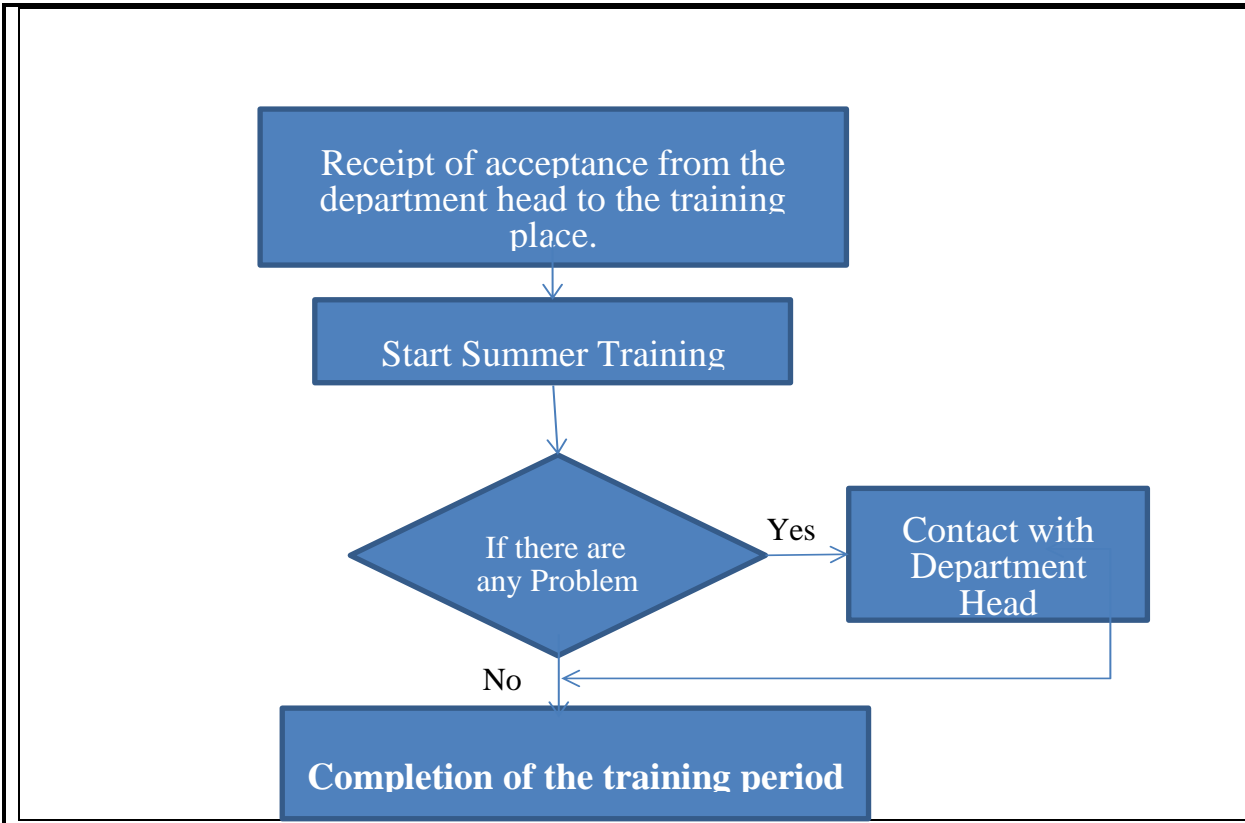 Receipt of acceptance from the
department head to the training
place.
Start Summer Training
If there are
any Problem
Yes
Contact with
Department
Head
No
Completion of the training period